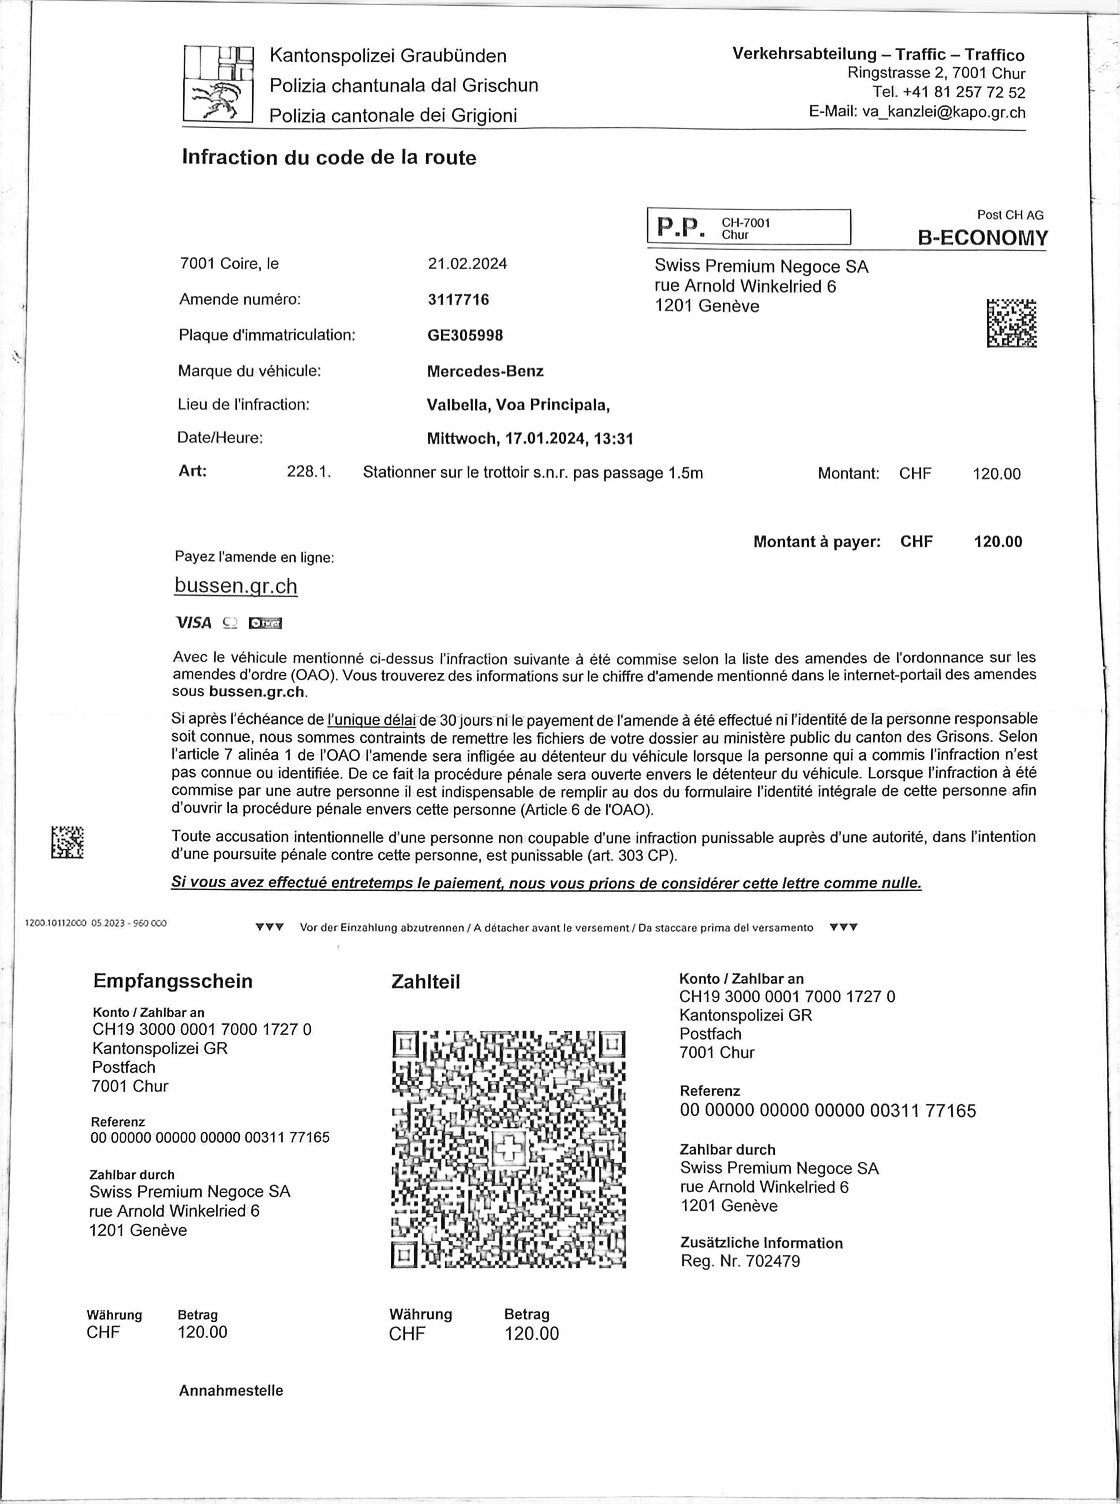 Kantonspolizei Graubünden
Polizia chantunala dal Grischun
Polizia cantonale dei Grigioni
Verkehrsabteilung – Traffic – Traffico
Ringstrasse 2, 7001 Chur
Tel. +41 81 257 72 52
E-Mail: va_kanzlei@kapo.gr.ch
Infraction du code de la route
P.P. CH-7001 Chur
Post CH AG
B-ECONOMY
Swiss Premium Negoce SA
rue Arnold Winkelried 6
1201 Genève
7001 Coire, le 21.02.2024
Amende numéro: 3117716
Plaque d'immatriculation: GE305998
Marque du véhicule: Mercedes-Benz
Lieu de l'infraction: Valbella, Voa Principala,
Date/Heure: Mittwoch, 17.01.2024, 13:31
Art: 228.1. Stationner sur le trottoir s.n.r. pas passage 1.5m Montant: CHF 120.00
Montant à payer: CHF 120.00
Payez l'amende en ligne:
bussen.gr.ch
VISA
Avec le véhicule mentionné ci-dessus l'infraction suivante à été commise selon la liste des amendes de l'ordonnance sur les
amendes d'ordre (OAO). Vous trouverez des informations sur le chiffre d'amende mentionné dans le internet-portail des amendes
sous bussen.gr.ch.
Si après l'échéance de l'unique délai de 30 jours ni le payement de l'amende à été effectué ni l'identité de la personne responsable
soit connue, nous sommes contraints de remettre les fichiers de votre dossier au ministère public du canton des Grisons. Selon
l'article 7 alinéa 1 de l'OAO l'amende sera infligée au détenteur du véhicule lorsque la personne qui a commis l'infraction n'est
pas connue ou identifiée. De ce fait la procédure pénale sera ouverte envers le détenteur du véhicule. Lorsque l'infraction à été
commise par une autre personne il est indispensable de remplir au dos du formulaire l'identité intégrale de cette personne afin
d'ouvrir la procédure pénale envers cette personne (Article 6 de l'OAO).
Toute accusation intentionnelle d'une personne non coupable d'une infraction punissable auprès d'une autorité, dans l'intention
d'une poursuite pénale contre cette personne, est punissable (art. 303 CP).
Si vous avez effectué entretemps le paiement, nous vous prions de considérer cette lettre comme nulle.
1200.10112000 05.2023 - 960 000
Vor der Einzahlung abzutrennen / A détacher avant le versement / Da staccare prima del versamento
Empfangsschein
Konto / Zahlbar an
CH19 3000 0001 7000 1727 0
Kantonspolizei GR
Postfach
7001 Chur
Referenz
00 00000 00000 00000 00311 77165
Zahlbar durch
Swiss Premium Negoce SA
rue Arnold Winkelried 6
1201 Genève
Währung Betrag
CHF 120.00
Annahmestelle
Zahlteil
Währung Betrag
CHF 120.00
Konto / Zahlbar an
CH19 3000 0001 7000 1727 0
Kantonspolizei GR
Postfach
7001 Chur
Referenz
00 00000 00000 00000 00311 77165
Zahlbar durch
Swiss Premium Negoce SA
rue Arnold Winkelried 6
1201 Genève
Zusätzliche Information
Reg. Nr. 702479